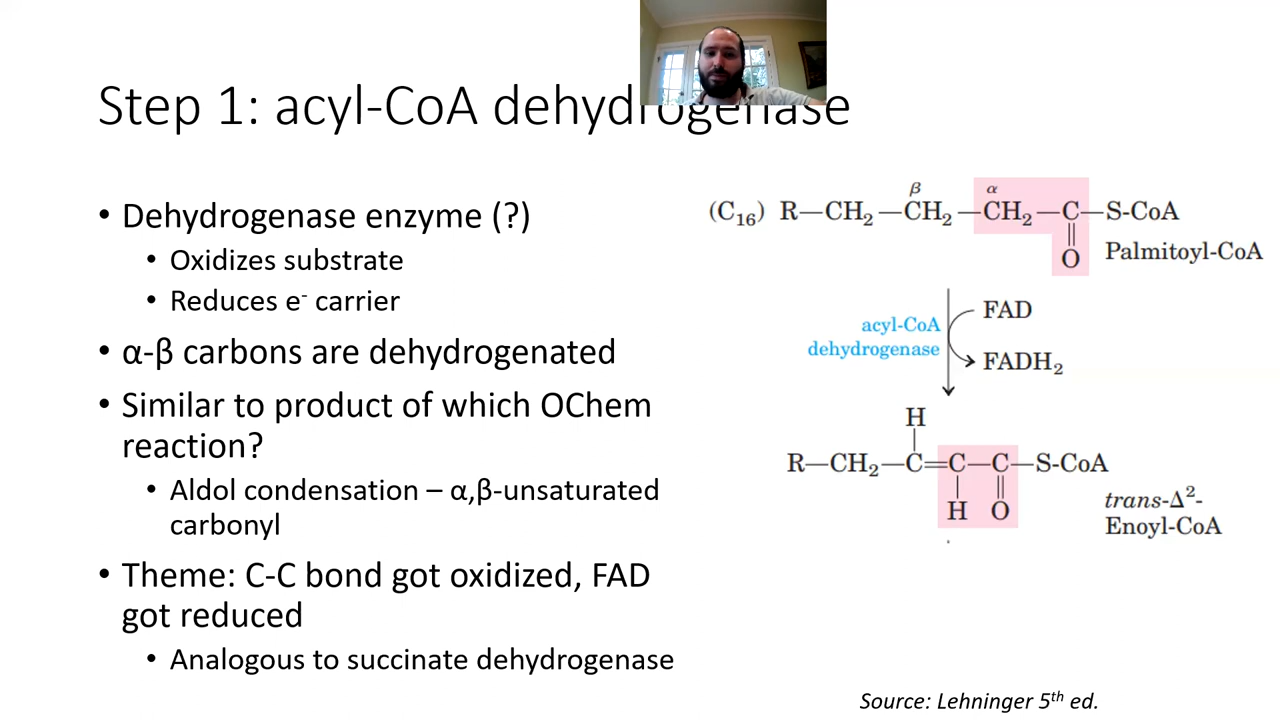 Step 1: acyl-CoA dehydrogenase
• Dehydrogenase enzyme (?)
• Oxidizes substrate
• Reduces e⁻ carrier
• α-β carbons are dehydrogenated
• Similar to product of which OChem
reaction?
• Aldol condensation – α,β-unsaturated
carbonyl
• Theme: C-C bond got oxidized, FAD
got reduced
• Analogous to succinate dehydrogenase
β α
(C₁₆) R—CH₂—CH₂—CH₂—C—S-CoA
O Palmitoyl-CoA
FAD
acyl-CoA
dehydrogenase
FADH₂
H
R—CH₂—C=C—C—S-CoA
H O
trans-Δ²-
Enoyl-CoA
Source: Lehninger 5th ed.